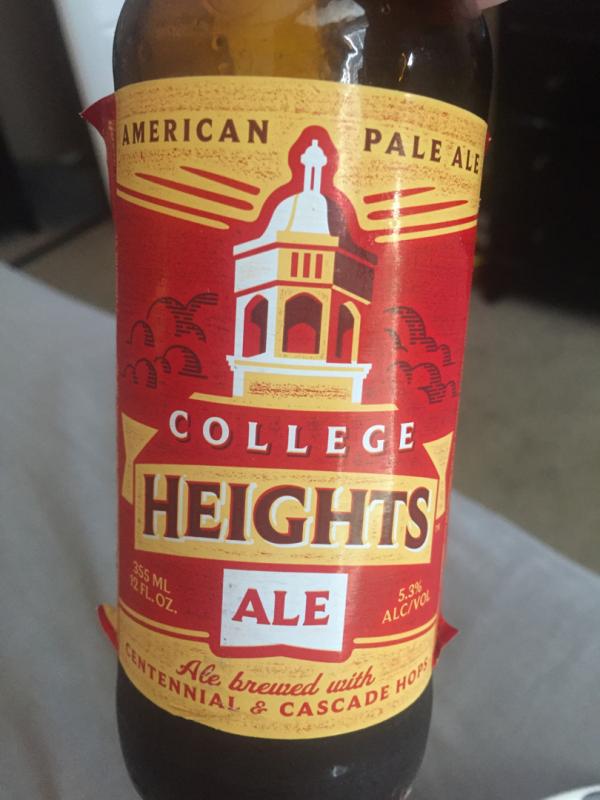 AMERICAN PALE ALE
COLLEGE
HEIGHTS
TM
355 ML
12 FL.OZ.
ALE
5.3%
ALC/VOL
Ale brewed with
CENTENNIAL & CASCADE HOPS